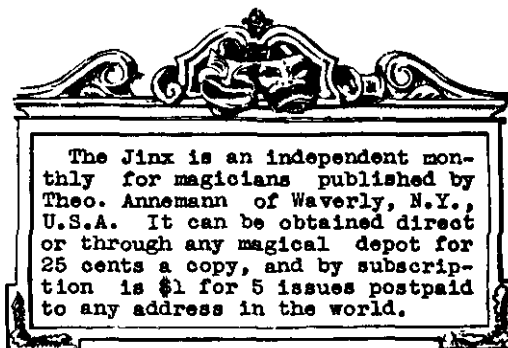 The Jinx is an independent mon-
thly for magicians published by
Theo. Annemann of Waverly, N.Y.,
U.S.A. It can be obtained direct
or through any magical depot for
25 cents a copy, and by subscrip-
tion is $1 for 5 issues postpaid
to any address in the world.